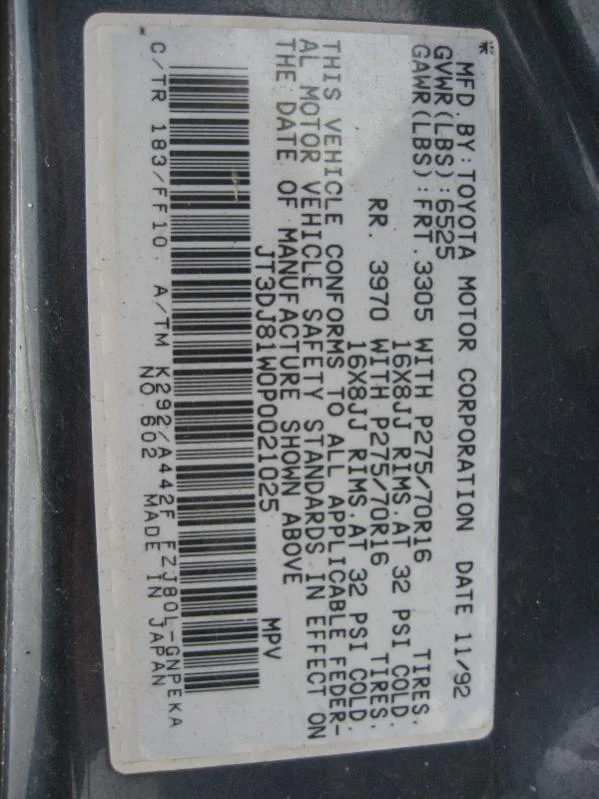 MFD.BY:TOYOTA MOTOR CORPORATION DATE 11/92
GVWR(LBS):6525
GAWR(LBS):FRT.3305 WITH P275/70R16 TIRES,
16X8JJ RIMS.AT 32 PSI COLD.
RR. 3970 WITH P275/70R16 TIRES,
16X8JJ RIMS.AT 32 PSI COLD.
THIS VEHICLE CONFORMS TO ALL APPLICABLE FEDER-
AL MOTOR VEHICLE SAFETY STANDARDS IN EFFECT ON
THE DATE OF MANUFACTURE SHOWN ABOVE
JT3DJ81W0P0021025 MPV
C/TR 183/FF10 A/TM K292/A442F FZJ80L-GNPEKA
NO.602 MADE IN JAPAN